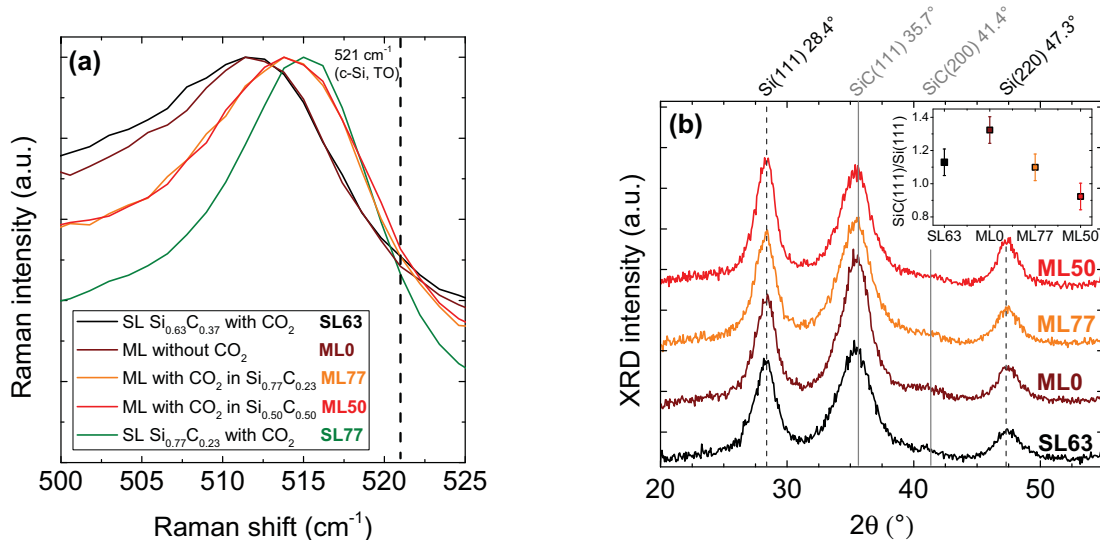 (a)
521 cm⁻¹
(c-Si, TO)
Raman intensity (a.u.)
SL Si₀.₆₃C₀.₃₇ with CO₂ SL63
ML without CO₂ ML0
ML with CO₂ in Si₀.₇₇C₀.₂₃ ML77
ML with CO₂ in Si₀.₅₀C₀.₅₀ ML50
SL Si₀.₇₇C₀.₂₃ with CO₂ SL77
500 505 510 515 520 525
Raman shift (cm⁻¹)
Si(111) 28.4°
SiC(111) 35.7°
SiC(200) 41.4°
Si(220) 47.3°
(b)
XRD intensity (a.u.)
SiC(111)/Si(111)
1.4
1.2
1.0
0.8
SL63 ML0 ML77 ML50
ML50
ML77
ML0
SL63
20 30 40 50
2θ (°)